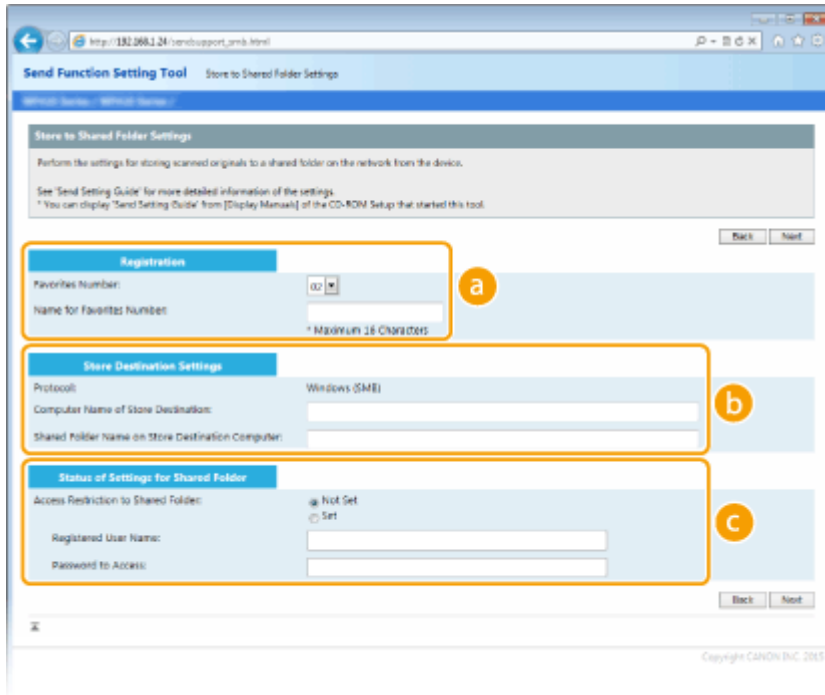 http://192.168.1.24/sendsupport_smb.html
Send Function Setting Tool Store to Shared Folder Settings
Store to Shared Folder Settings
Perform the settings for storing scanned originals to a shared folder on the network from the device.
See 'Send Setting Guide' for more detailed information of the settings.
* You can display 'Send Setting Guide' from [Display Manuals] of the CD-ROM Setup that started this tool.
Back Next
Registration
Favorites Number: 02
a
Name for Favorites Number:
* Maximum 16 Characters
Store Destination Settings
Protocol: Windows (SMB)
Computer Name of Store Destination:
b
Shared Folder Name on Store Destination Computer:
Status of Settings for Shared Folder
Access Restriction to Shared Folder: Not Set
Set
c
Registered User Name:
Password to Access:
Back Next
Copyright CANON INC. 2015